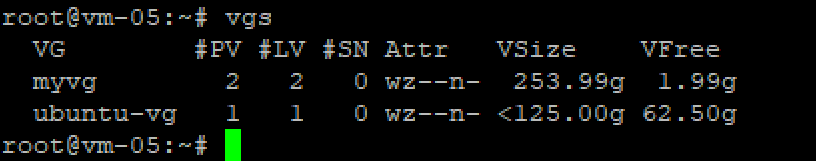 root@vm-05:~# vgs
  VG        #PV #LV #SN Attr   VSize    VFree
  myvg        2   2   0 wz--n-  253.99g  1.99g
  ubuntu-vg   1   1   0 wz--n- <125.00g 62.50g
root@vm-05:~#